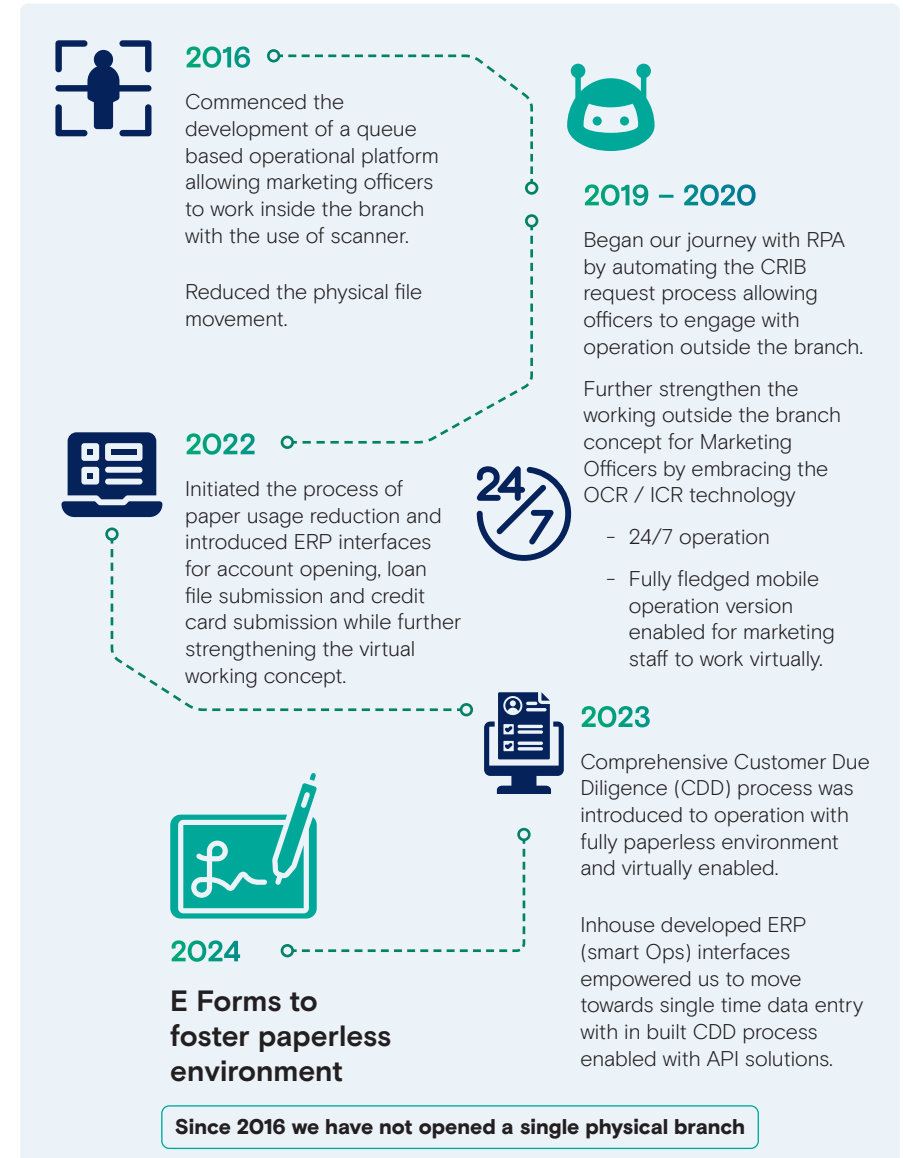 2016
Commenced the
development of a queue
based operational platform
allowing marketing officers
to work inside the branch
with the use of scanner.
Reduced the physical file
movement.
2019 – 2020
Began our journey with RPA
by automating the CRIB
request process allowing
officers to engage with
operation outside the branch.
Further strengthen the
working outside the branch
concept for Marketing
Officers by embracing the
OCR / ICR technology
- 24/7 operation
- Fully fledged mobile
operation version
enabled for marketing
staff to work virtually.
24/7
2022
Initiated the process of
paper usage reduction and
introduced ERP interfaces
for account opening, loan
file submission and credit
card submission while further
strengthening the virtual
working concept.
2023
Comprehensive Customer Due
Diligence (CDD) process was
introduced to operation with
fully paperless environment
and virtually enabled.
Inhouse developed ERP
(smart Ops) interfaces
empowered us to move
towards single time data entry
with in built CDD process
enabled with API solutions.
2024
E Forms to
foster paperless
environment
Since 2016 we have not opened a single physical branch